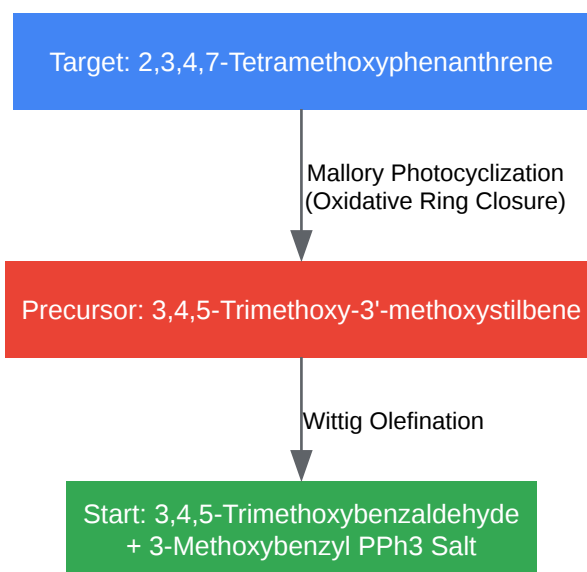 Target: 2,3,4,7-Tetramethoxyphenanthrene
Mallory Photocyclization
(Oxidative Ring Closure)
Precursor: 3,4,5-Trimethoxy-3'-methoxystilbene
Wittig Olefination
Start: 3,4,5-Trimethoxybenzaldehyde
+ 3-Methoxybenzyl PPh3 Salt